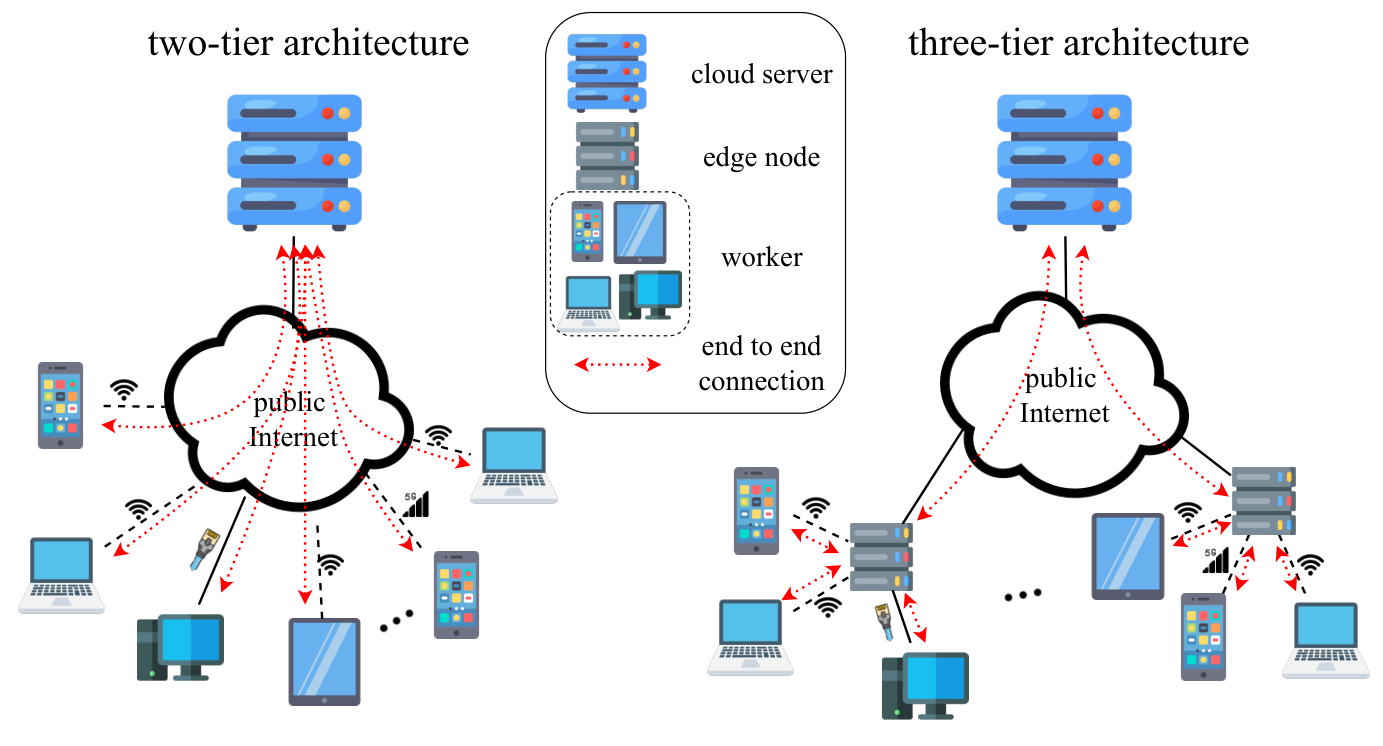 two-tier architecture
three-tier architecture
cloud server
edge node
worker
end to end
connection
public
Internet
5G
public
Internet
5G